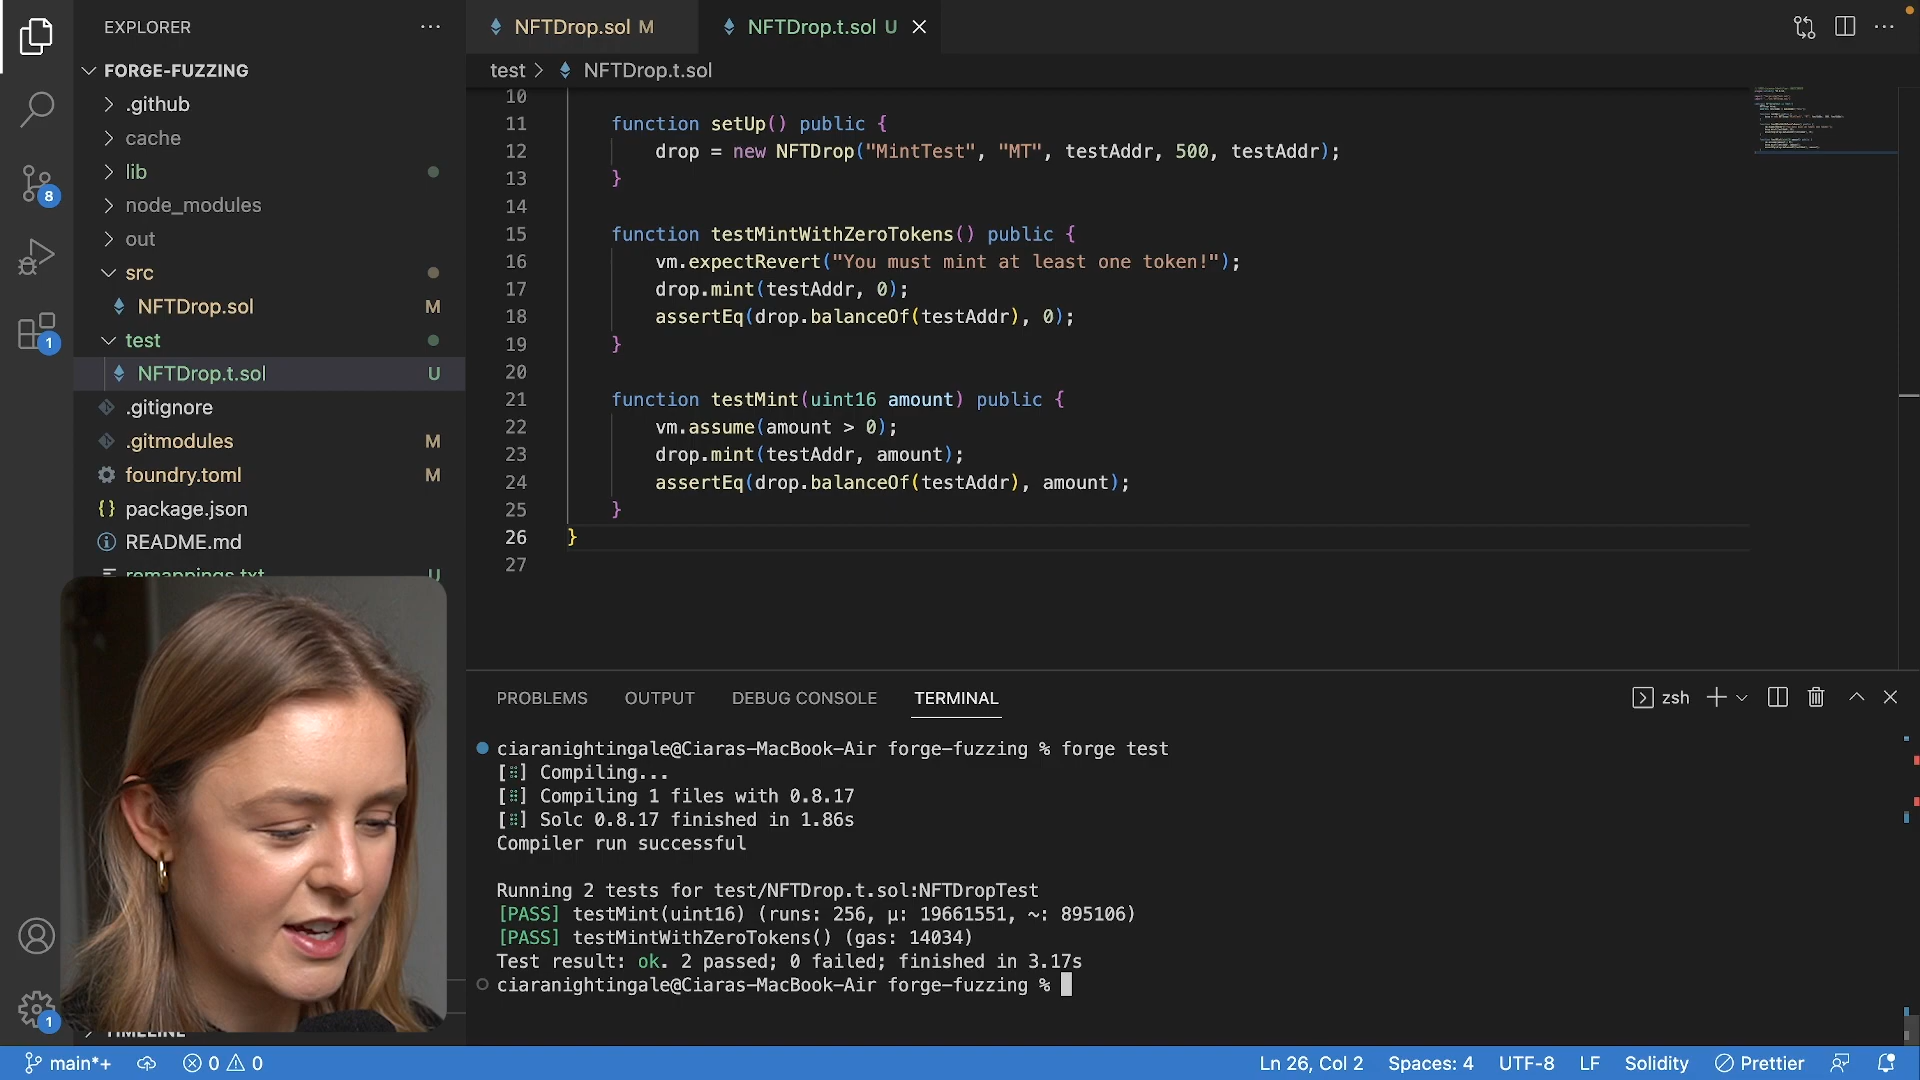 EXPLORER
NFTDrop.sol M
NFTDrop.t.sol U
FORGE-FUZZING
test > NFTDrop.t.sol
.github
cache
lib
node_modules
out
src
NFTDrop.sol M
test
NFTDrop.t.sol U
.gitignore
.gitmodules M
foundry.toml M
package.json
README.md
remappings.txt U
TIMELINE
8
1
1
10
11 function setUp() public {
12 drop = new NFTDrop("MintTest", "MT", testAddr, 500, testAddr);
13 }
14
15 function testMintWithZeroTokens() public {
16 vm.expectRevert("You must mint at least one token!");
17 drop.mint(testAddr, 0);
18 assertEq(drop.balanceOf(testAddr), 0);
19 }
20
21 function testMint(uint16 amount) public {
22 vm.assume(amount > 0);
23 drop.mint(testAddr, amount);
24 assertEq(drop.balanceOf(testAddr), amount);
25 }
26 }
27
PROBLEMS OUTPUT DEBUG CONSOLE TERMINAL
zsh
ciaranightingale@Ciaras-MacBook-Air forge-fuzzing % forge test
[⠿] Compiling...
[⠿] Compiling 1 files with 0.8.17
[⠿] Solc 0.8.17 finished in 1.86s
Compiler run successful
Running 2 tests for test/NFTDrop.t.sol:NFTDropTest
[PASS] testMint(uint16) (runs: 256, μ: 19661551, ~: 895106)
[PASS] testMintWithZeroTokens() (gas: 14034)
Test result: ok. 2 passed; 0 failed; finished in 3.17s
ciaranightingale@Ciaras-MacBook-Air forge-fuzzing %
main*+ 0 0 Ln 26, Col 2 Spaces: 4 UTF-8 LF Solidity Prettier